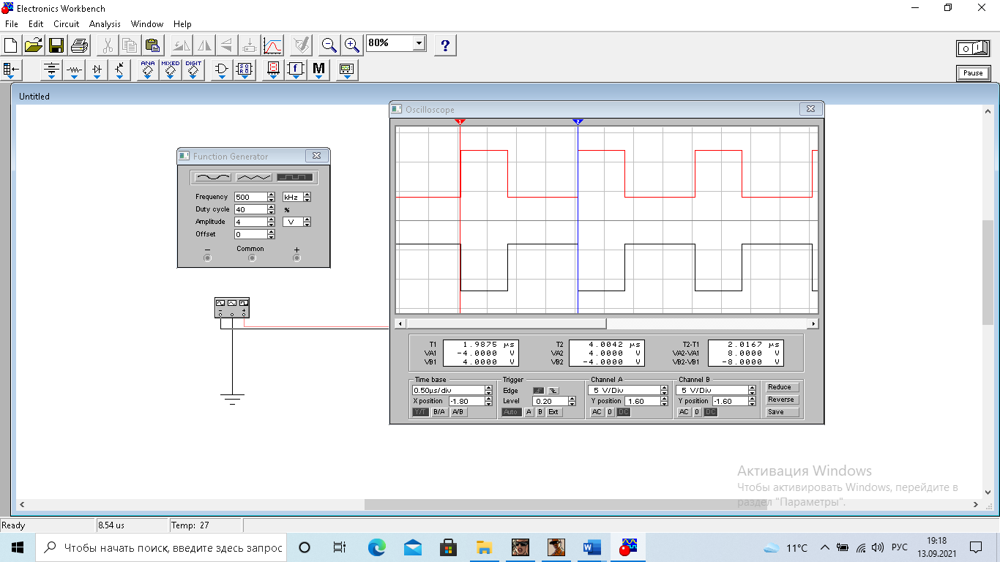 Electronics Workbench
File Edit Circuit Analysis Window Help
80%
?
O I
ANA MIXED DIGIT
f M
Pause
Untitled
Function Generator
Frequency 500 kHz
Duty cycle 40 %
Amplitude 4 V
Offset 0
− Common +
Oscilloscope
1 2
T1 1.9875 µs
VA1 -4.0000 V
VB1 4.0000 V
T2 4.0042 µs
VA2 4.0000 V
VB2 -4.0000 V
T2-T1 2.0167 µs
VA2-VA1 8.0000 V
VB2-VB1 -8.0000 V
Time base
0.50µs/div
X position -1.80
Y/T B/A A/B
Trigger
Edge
Level 0.20
Auto A B Ext
Channel A
5 V/Div
Y position 1.60
AC 0 DC
Channel B
5 V/Div
Y position -1.60
AC 0 DC
Reduce
Reverse
Save
Активация Windows
Чтобы активировать Windows, перейдите в
раздел "Параметры".
Ready 8.54 us Temp: 27
Чтобы начать поиск, введите здесь запрос
11°C
РУС
19:18
13.09.2021